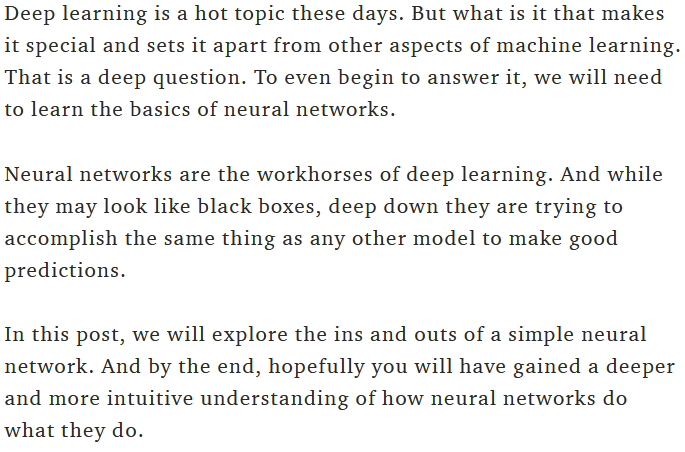 Deep learning is a hot topic these days. But what is it that makes
it special and sets it apart from other aspects of machine learning.
That is a deep question. To even begin to answer it, we will need
to learn the basics of neural networks.
Neural networks are the workhorses of deep learning. And while
they may look like black boxes, deep down they are trying to
accomplish the same thing as any other model to make good
predictions.
In this post, we will explore the ins and outs of a simple neural
network. And by the end, hopefully you will have gained a deeper
and more intuitive understanding of how neural networks do
what they do.